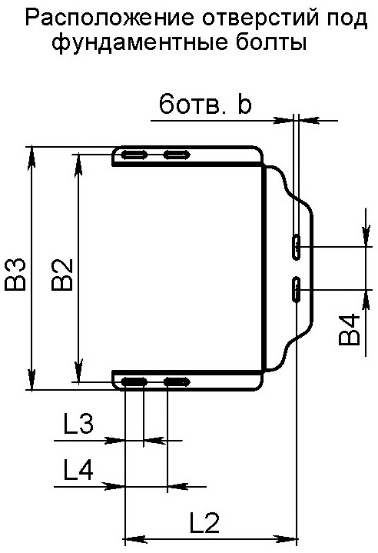 Расположение отверстий под
фундаментные болты
6отв. b
B3
B2
B4
L3
L4
L2